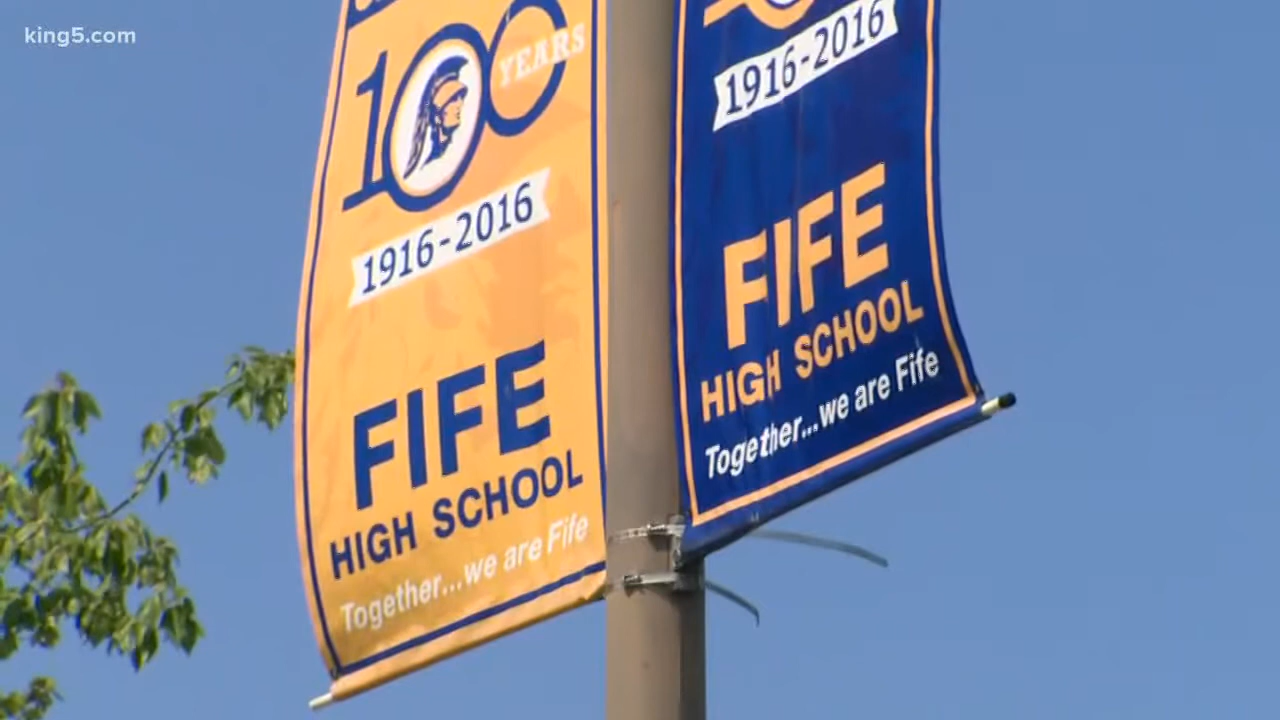 king5.com
100
YEARS
1916-2016
FIFE
HIGH SCHOOL
Together...we are Fife
1916-2016
FIFE
HIGH SCHOOL
Together...we are Fife